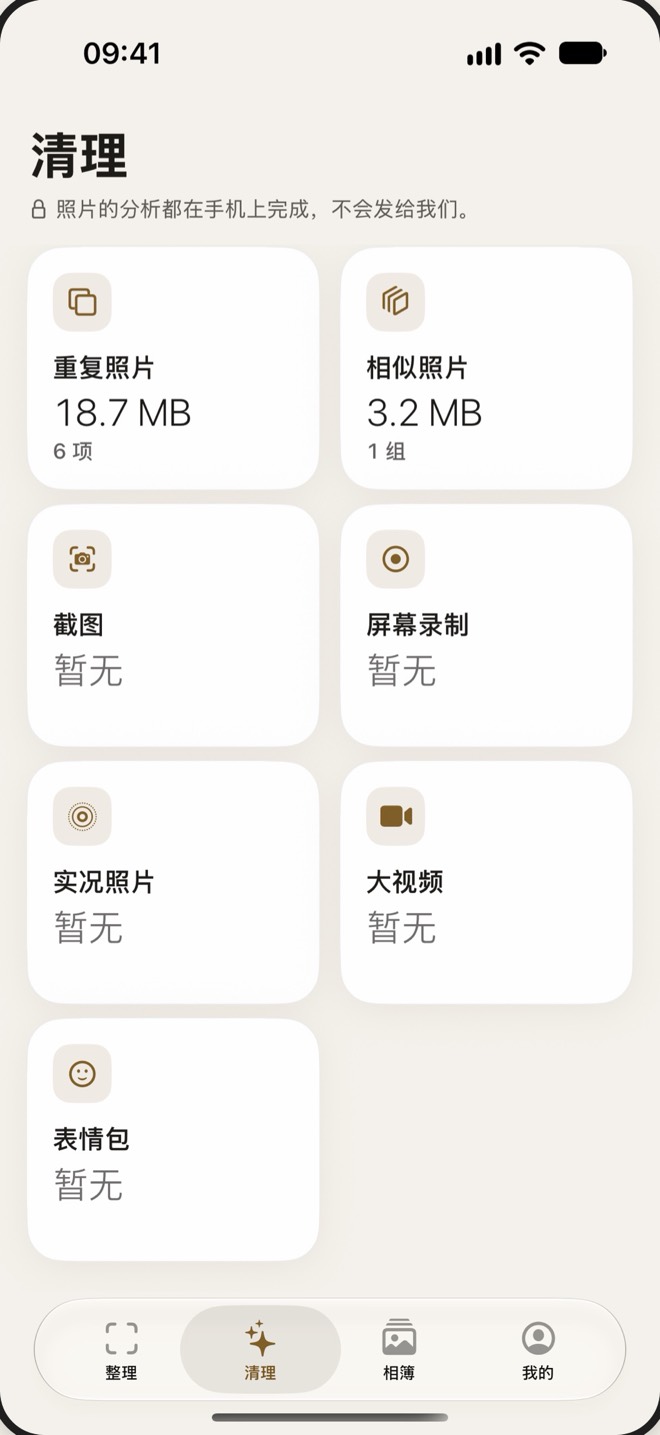 09:41
清理
照片的分析都在手机上完成，不会发给我们。
重复照片
18.7 MB
6 项
相似照片
3.2 MB
1 组
截图
暂无
屏幕录制
暂无
实况照片
暂无
大视频
暂无
表情包
暂无
整理
清理
相簿
我的